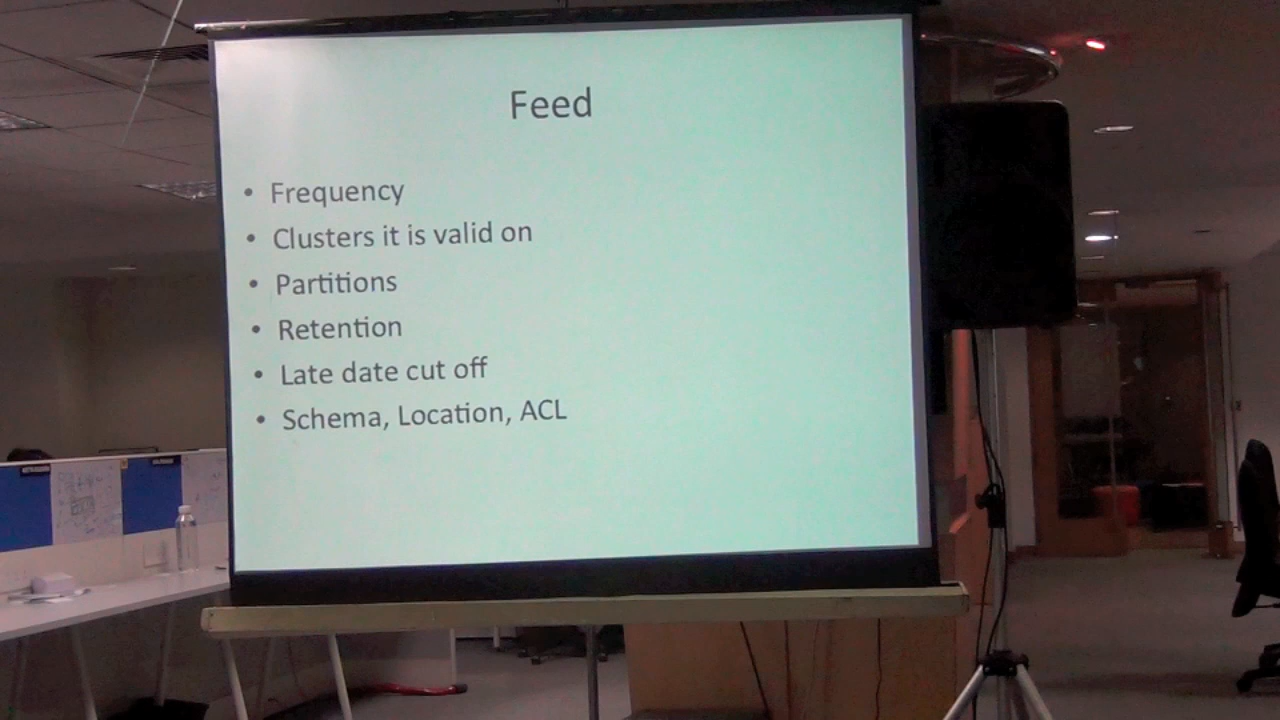 Feed
• Frequency
• Clusters it is valid on
• Partitions
• Retention
• Late date cut off
• Schema, Location, ACL